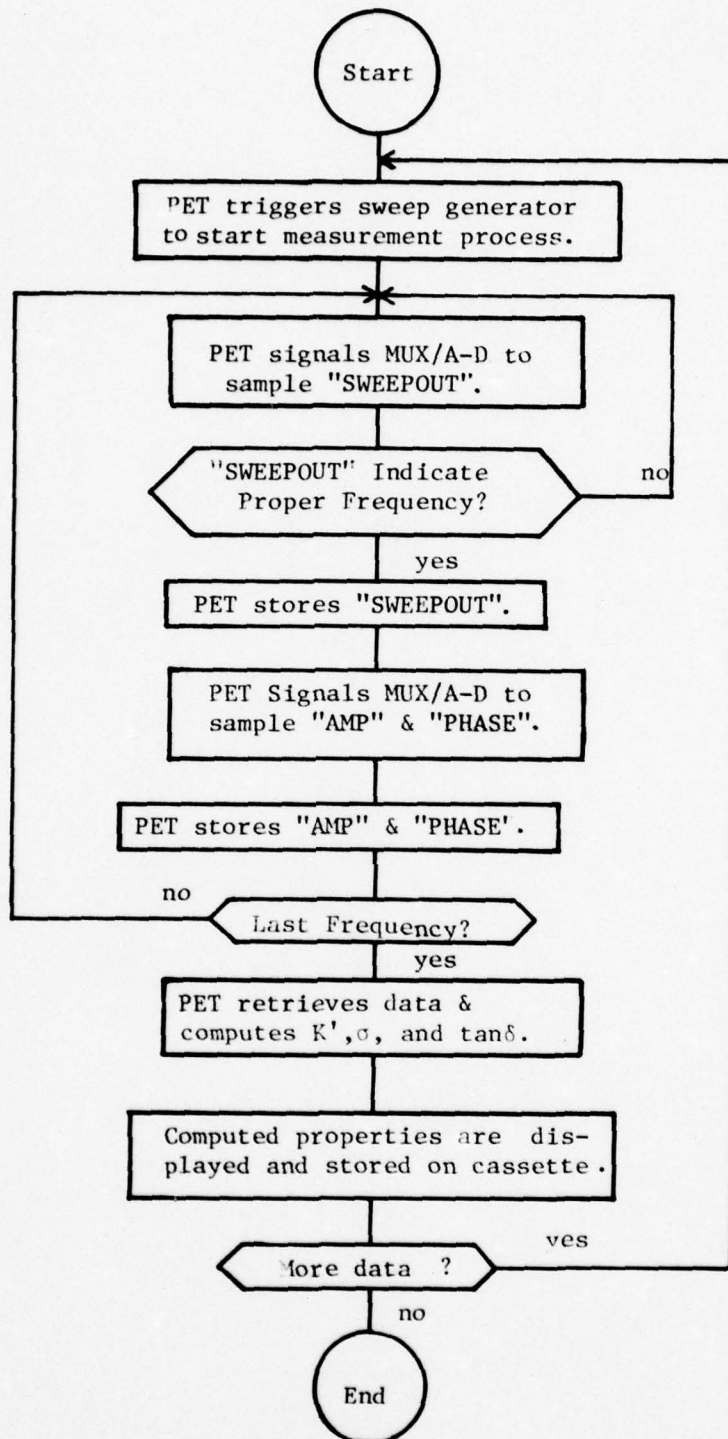 Start
PET triggers sweep generator
to start measurement process.
PET signals MUX/A-D to
sample "SWEEPOUT".
"SWEEPOUT" Indicate
Proper Frequency?
no
yes
PET stores "SWEEPOUT".
PET Signals MUX/A-D to
sample "AMP" & "PHASE".
PET stores "AMP" & "PHASE'.
no
Last Frequency?
yes
PET retrieves data &
computes K',σ, and tanδ.
Computed properties are dis-
played and stored on cassette.
More data ?
yes
no
End